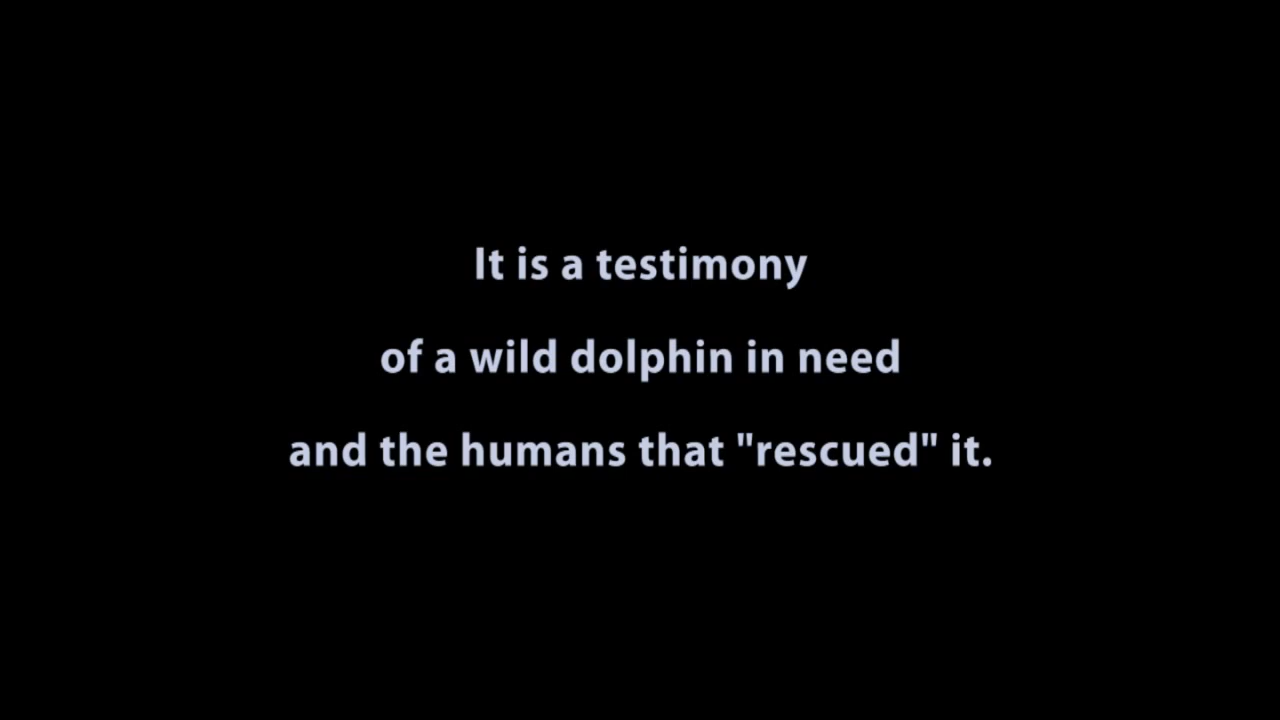 It is a testimony
of a wild dolphin in need
and the humans that "rescued" it.